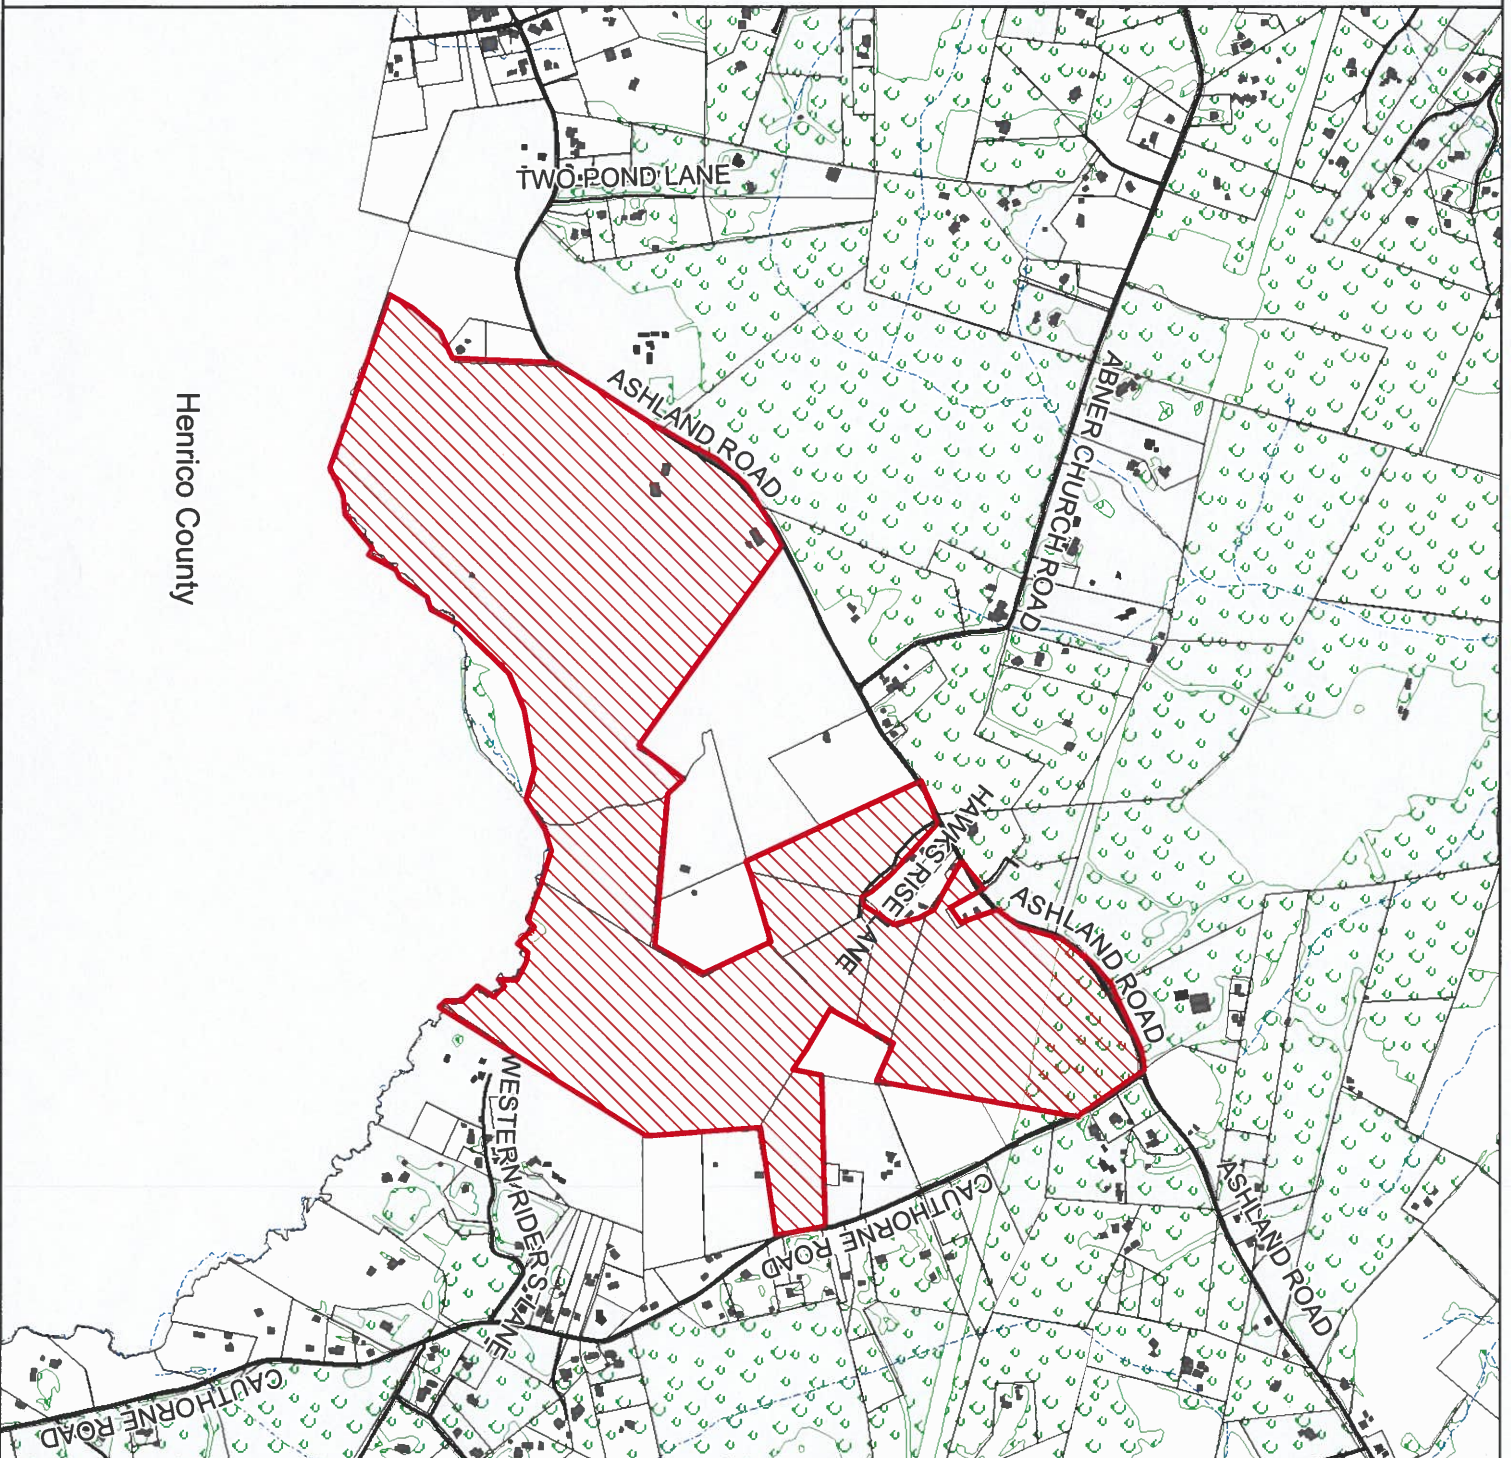 TWO POND LANE
ASHLAND ROAD
ABNER CHURCH ROAD
Henrico County
HAWKS RISE LANE
ASHLAND ROAD
WESTERN RIDER'S LANE
CAUTHORNE ROAD
ASHLAND ROAD
CAUTHORNE ROAD